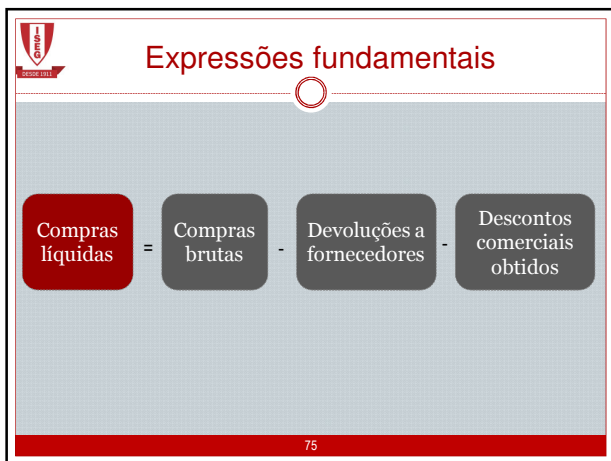 ISEG
DESDE 1911
Expressões fundamentais
Compras
líquidas
=
Compras
brutas
-
Devoluções a
fornecedores
-
Descontos
comerciais
obtidos
75